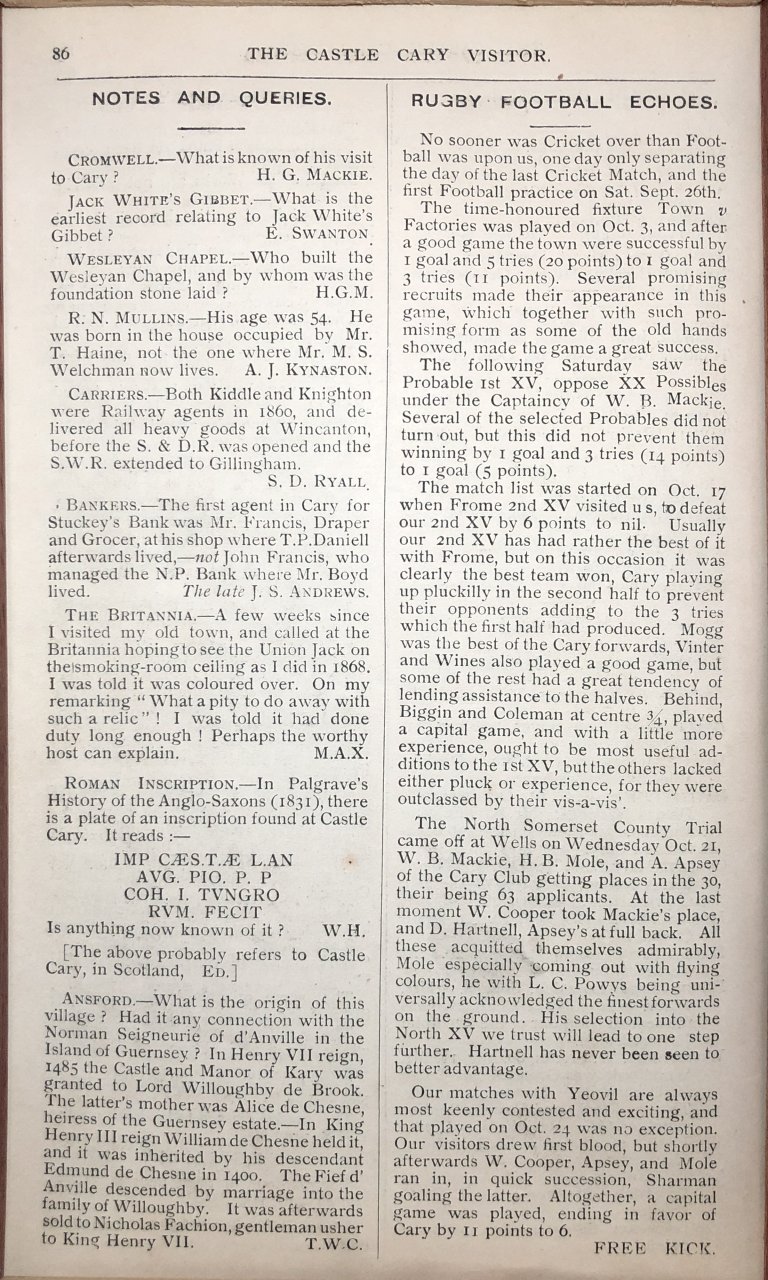 86
THE CASTLE CARY VISITOR.
NOTES AND QUERIES.
CROMWELL.—What is known of his visit
to Cary ? H. G. MACKIE.
JACK WHITE'S GIBBET.—What is the
earliest record relating to Jack White's
Gibbet ? E. SWANTON.
WESLEYAN CHAPEL.—Who built the
Wesleyan Chapel, and by whom was the
foundation stone laid ? H.G.M.
R. N. MULLINS.—His age was 54. He
was born in the house occupied by Mr.
T. Haine, not the one where Mr. M. S.
Welchman now lives. A. J. KYNASTON.
CARRIERS.—Both Kiddle and Knighton
were Railway agents in 1860, and de-
livered all heavy goods at Wincanton,
before the S. & D.R. was opened and the
S.W.R. extended to Gillingham.
S. D. RYALL.
BANKERS.—The first agent in Cary for
Stuckey's Bank was Mr. Francis, Draper
and Grocer, at his shop where T.P.Daniell
afterwards lived,—not John Francis, who
managed the N.P. Bank where Mr. Boyd
lived. The late J. S. ANDREWS.
THE BRITANNIA.—A few weeks since
I visited my old town, and called at the
Britannia hoping to see the Union Jack on
the smoking-room ceiling as I did in 1868.
I was told it was coloured over. On my
remarking "What a pity to do away with
such a relic" ! I was told it had done
duty long enough ! Perhaps the worthy
host can explain. M.A.X.
ROMAN INSCRIPTION.—In Palgrave's
History of the Anglo-Saxons (1831), there
is a plate of an inscription found at Castle
Cary. It reads :—
IMP CÆS.T.Æ L.AN
AVG. PIO. P. P
COH. I. TVNGRO
RVM. FECIT
Is anything now known of it ? W.H.
[The above probably refers to Castle
Cary, in Scotland, ED.]
ANSFORD.—What is the origin of this
village ? Had it any connection with the
Norman Seigneurie of d'Anville in the
Island of Guernsey ? In Henry VII reign,
1485 the Castle and Manor of Kary was
granted to Lord Willoughby de Brook.
The latter's mother was Alice de Chesne,
heiress of the Guernsey estate.—In King
Henry III reign William de Chesne held it,
and it was inherited by his descendant
Edmund de Chesne in 1400. The Fief d'
Anville descended by marriage into the
family of Willoughby. It was afterwards
sold to Nicholas Fachion, gentleman usher
to King Henry VII. T.W.C.
RUGBY FOOTBALL ECHOES.
No sooner was Cricket over than Foot-
ball was upon us, one day only separating
the day of the last Cricket Match, and the
first Football practice on Sat. Sept. 26th.
The time-honoured fixture Town v
Factories was played on Oct. 3, and after
a good game the town were successful by
1 goal and 5 tries (20 points) to 1 goal and
3 tries (11 points). Several promising
recruits made their appearance in this
game, which together with such pro-
mising form as some of the old hands
showed, made the game a great success.
The following Saturday saw the
Probable 1st XV, oppose XX Possibles
under the Captaincy of W. B. Mackie.
Several of the selected Probables did not
turn out, but this did not prevent them
winning by 1 goal and 3 tries (14 points)
to 1 goal (5 points).
The match list was started on Oct. 17
when Frome 2nd XV visited u s, to defeat
our 2nd XV by 6 points to nil. Usually
our 2nd XV has had rather the best of it
with Frome, but on this occasion it was
clearly the best team won, Cary playing
up pluckily in the second half to prevent
their opponents adding to the 3 tries
which the first half had produced. Mogg
was the best of the Cary forwards, Vinter
and Wines also played a good game, but
some of the rest had a great tendency of
lending assistance to the halves. Behind,
Biggin and Coleman at centre ¾, played
a capital game, and with a little more
experience, ought to be most useful ad-
ditions to the 1st XV, but the others lacked
either pluck or experience, for they were
outclassed by their vis-a-vis'.
The North Somerset County Trial
came off at Wells on Wednesday Oct. 21,
W. B. Mackie, H. B. Mole, and A. Apsey
of the Cary Club getting places in the 30,
their being 63 applicants. At the last
moment W. Cooper took Mackie's place,
and D. Hartnell, Apsey's at full back. All
these acquitted themselves admirably,
Mole especially coming out with flying
colours, he with L. C. Powys being uni-
versally acknowledged the finest forwards
on the ground. His selection into the
North XV we trust will lead to one step
further. Hartnell has never been seen to
better advantage.
Our matches with Yeovil are always
most keenly contested and exciting, and
that played on Oct. 24 was no exception.
Our visitors drew first blood, but shortly
afterwards W. Cooper, Apsey, and Mole
ran in, in quick succession, Sharman
goaling the latter. Altogether, a capital
game was played, ending in favor of
Cary by 11 points to 6.
FREE KICK.